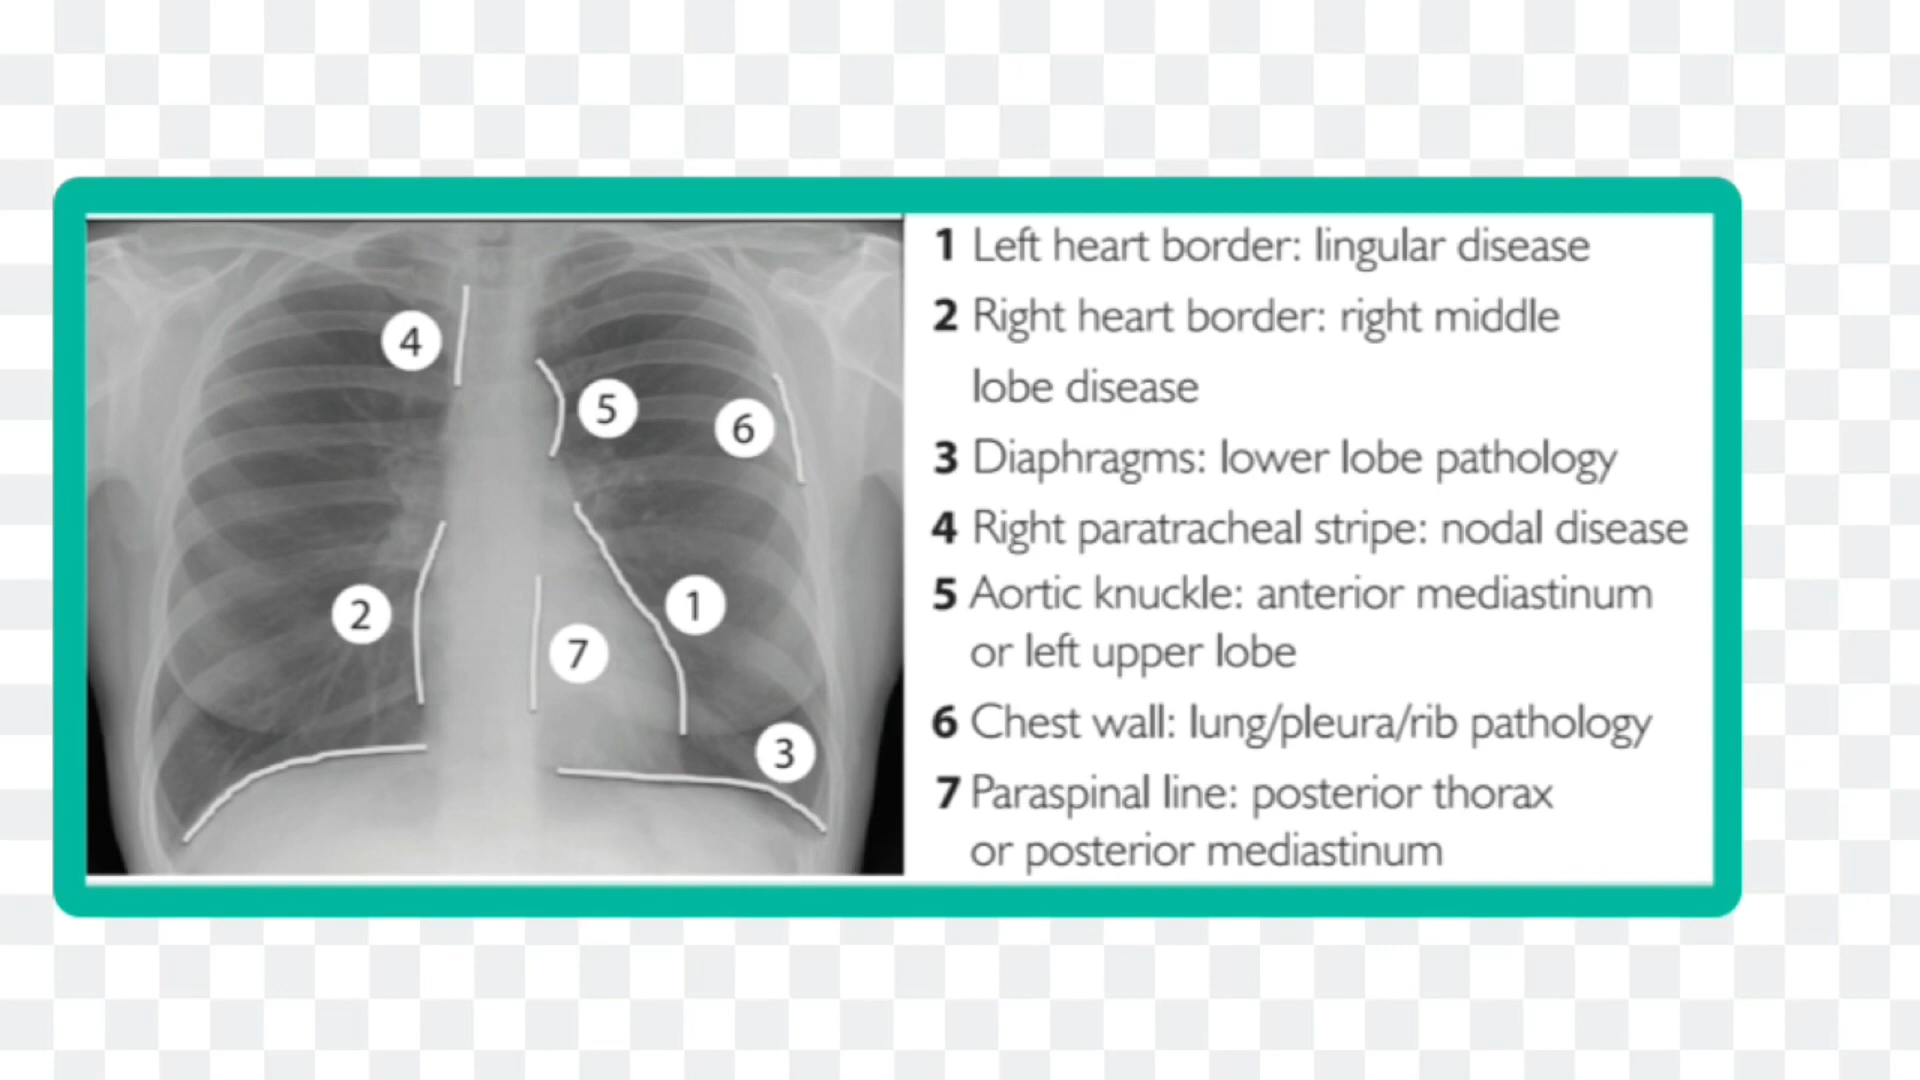 4
5
6
2
1
7
3
1 Left heart border: lingular disease
2 Right heart border: right middle
lobe disease
3 Diaphragms: lower lobe pathology
4 Right paratracheal stripe: nodal disease
5 Aortic knuckle: anterior mediastinum
or left upper lobe
6 Chest wall: lung/pleura/rib pathology
7 Paraspinal line: posterior thorax
or posterior mediastinum